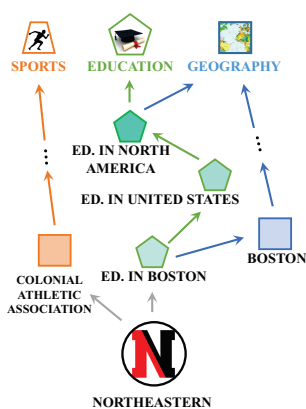 SPORTS EDUCATION GEOGRAPHY
ED. IN NORTH
AMERICA
ED. IN UNITED STATES
BOSTON
ED. IN BOSTON
COLONIAL
ATHLETIC
ASSOCIATION
N
NORTHEASTERN